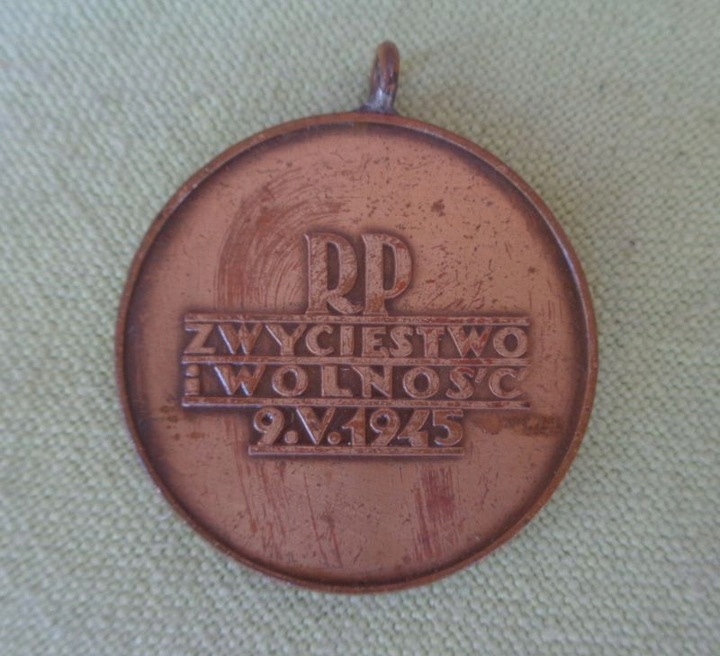 RP
ZWYCIĘSTWO
i WOLNOŚĆ
9.V.1945